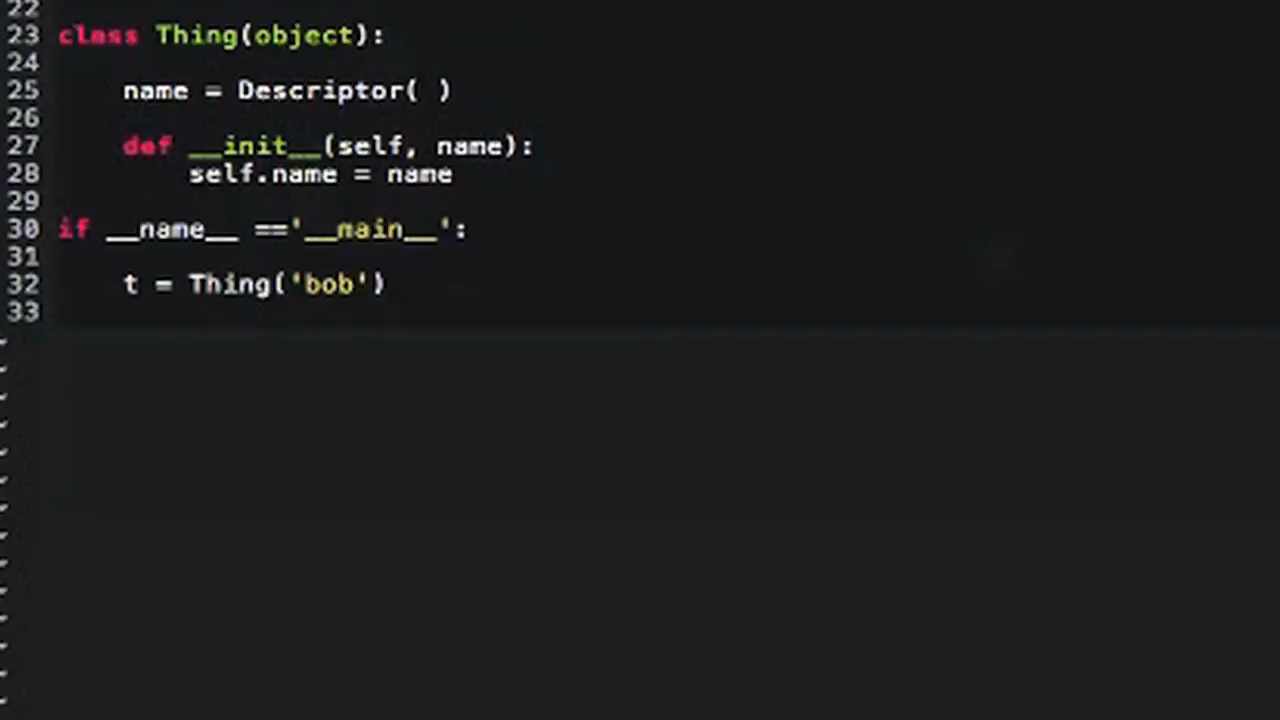 22
23 class Thing(object):
24
25     name = Descriptor( )
26
27     def __init__(self, name):
28         self.name = name
29
30 if __name__ =='__main__':
31
32     t = Thing('bob')
33